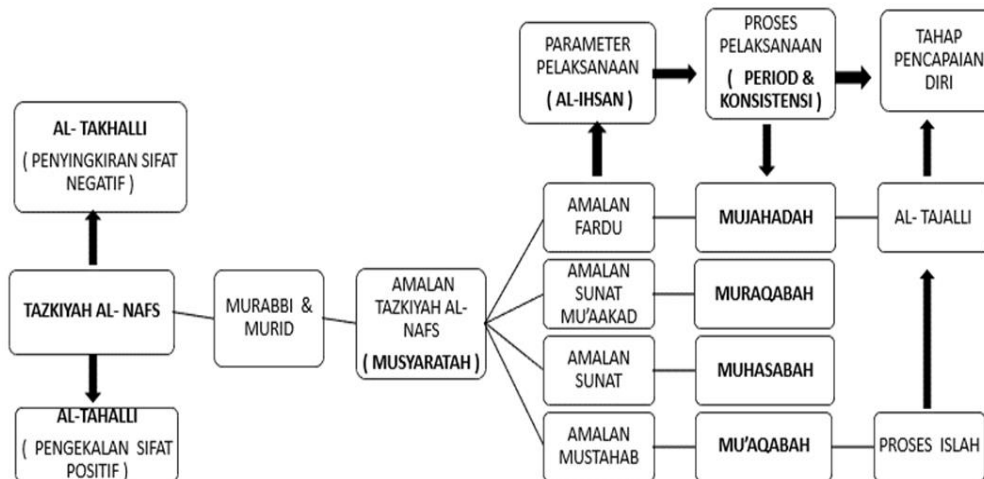 PARAMETER
PELAKSANAAN
( AL-IHSAN )
PROSES
PELAKSANAAN
( PERIOD &
KONSISTENSI )
TAHAP
PENCAPAIAN
DIRI
AL- TAKHALLI
( PENYINGKIRAN SIFAT
NEGATIF )
TAZKIYAH AL- NAFS
AL-TAHALLI
( PENGEKALAN SIFAT
POSITIF )
MURABBI &
MURID
AMALAN
TAZKIYAH AL-
NAFS
( MUSYARATAH )
AMALAN
FARDU
MUJAHADAH
AL- TAJALLI
AMALAN
SUNAT
MU’AAKAD
MURAQABAH
AMALAN
SUNAT
MUHASABAH
AMALAN
MUSTAHAB
MU’AQABAH
PROSES ISLAH